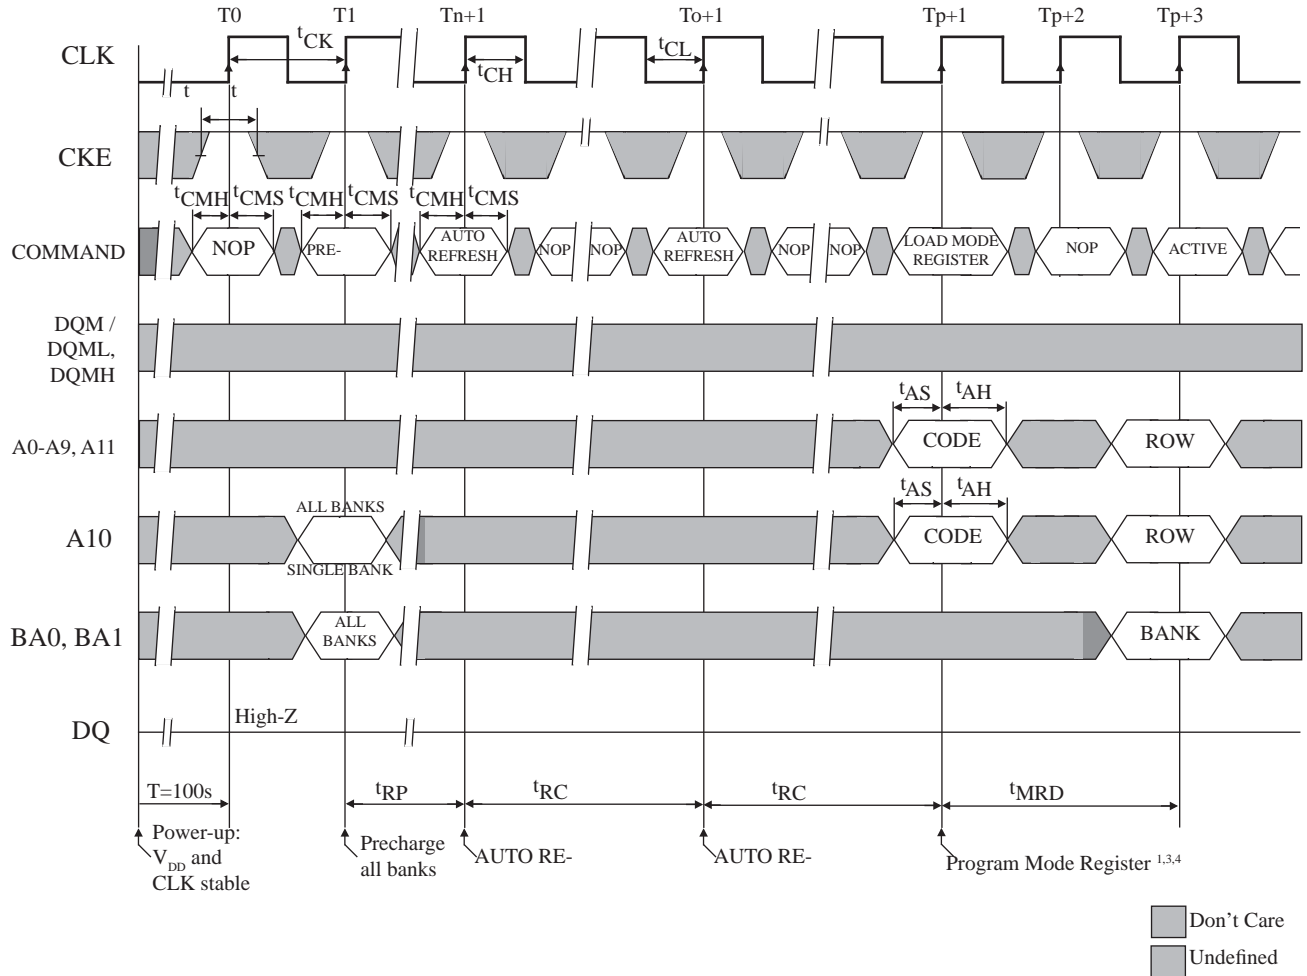 T0 T1 Tn+1 To+1 Tp+1 Tp+2 Tp+3
CLK
tCK
tCH
tCL
t t
CKE
tCMH tCMS tCMH tCMS tCMH tCMS
COMMAND
NOP
PRE-
AUTO
REFRESH
NOP
NOP
AUTO
REFRESH
NOP
NOP
LOAD MODE
REGISTER
NOP
ACTIVE
DQM /
DQML,
DQMH
tAS tAH
A0-A9, A11
CODE
ROW
tAS tAH
ALL BANKS
A10
CODE
ROW
SINGLE BANK
BA0, BA1
ALL
BANKS
BANK
High-Z
DQ
T=100s
tRP
tRC
tRC
tMRD
Power-up:
VDD and
CLK stable
Precharge
all banks
AUTO RE-
AUTO RE-
Program Mode Register 1,3,4
Don't Care
Undefined